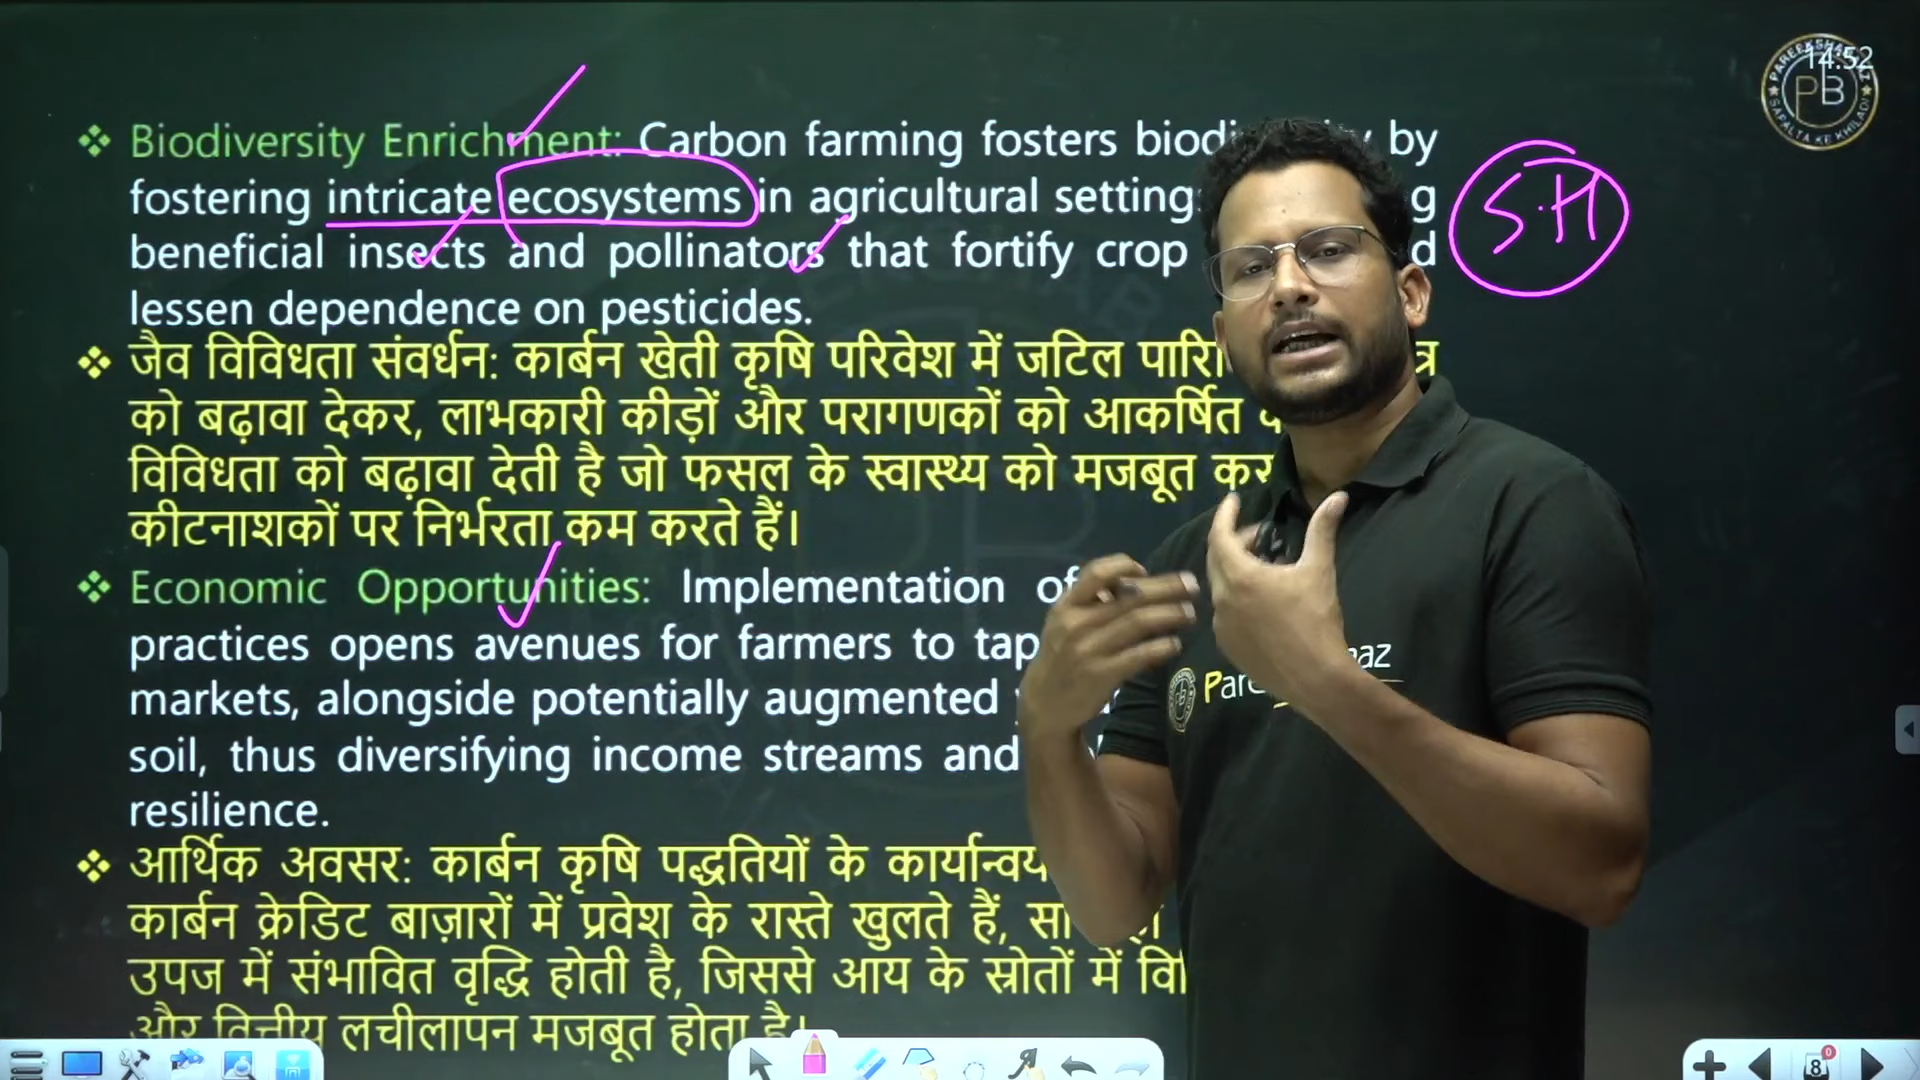 14:52
PB
Biodiversity Enrichment: Carbon farming fosters by
fostering intricate ecosystems in agricultural
beneficial insects and pollinators that fortify crop
lessen dependence on pesticides.
S.H
जैव विविधता संवर्धन: कार्बन खेती कृषि परिवेश में जटिल
को बढ़ावा देकर, लाभकारी कीड़ों और परागणकों को आकर्षित
विविधता को बढ़ावा देती है जो फसल के स्वास्थ्य को मजबूत
कीटनाशकों पर निर्भरता कम करते हैं।
Economic Opportunities: Implementation of
practices opens avenues for farmers to tap
markets, alongside potentially augmented
soil, thus diversifying income streams and
resilience.
आर्थिक अवसर: कार्बन कृषि पद्धतियों के
कार्बन क्रेडिट बाज़ारों में प्रवेश के रास्ते खुलते हैं,
उपज में संभावित वृद्धि होती है, जिससे आय के स्रोतों में
और वित्तीय लचीलापन मजबूत होता है।
8
0